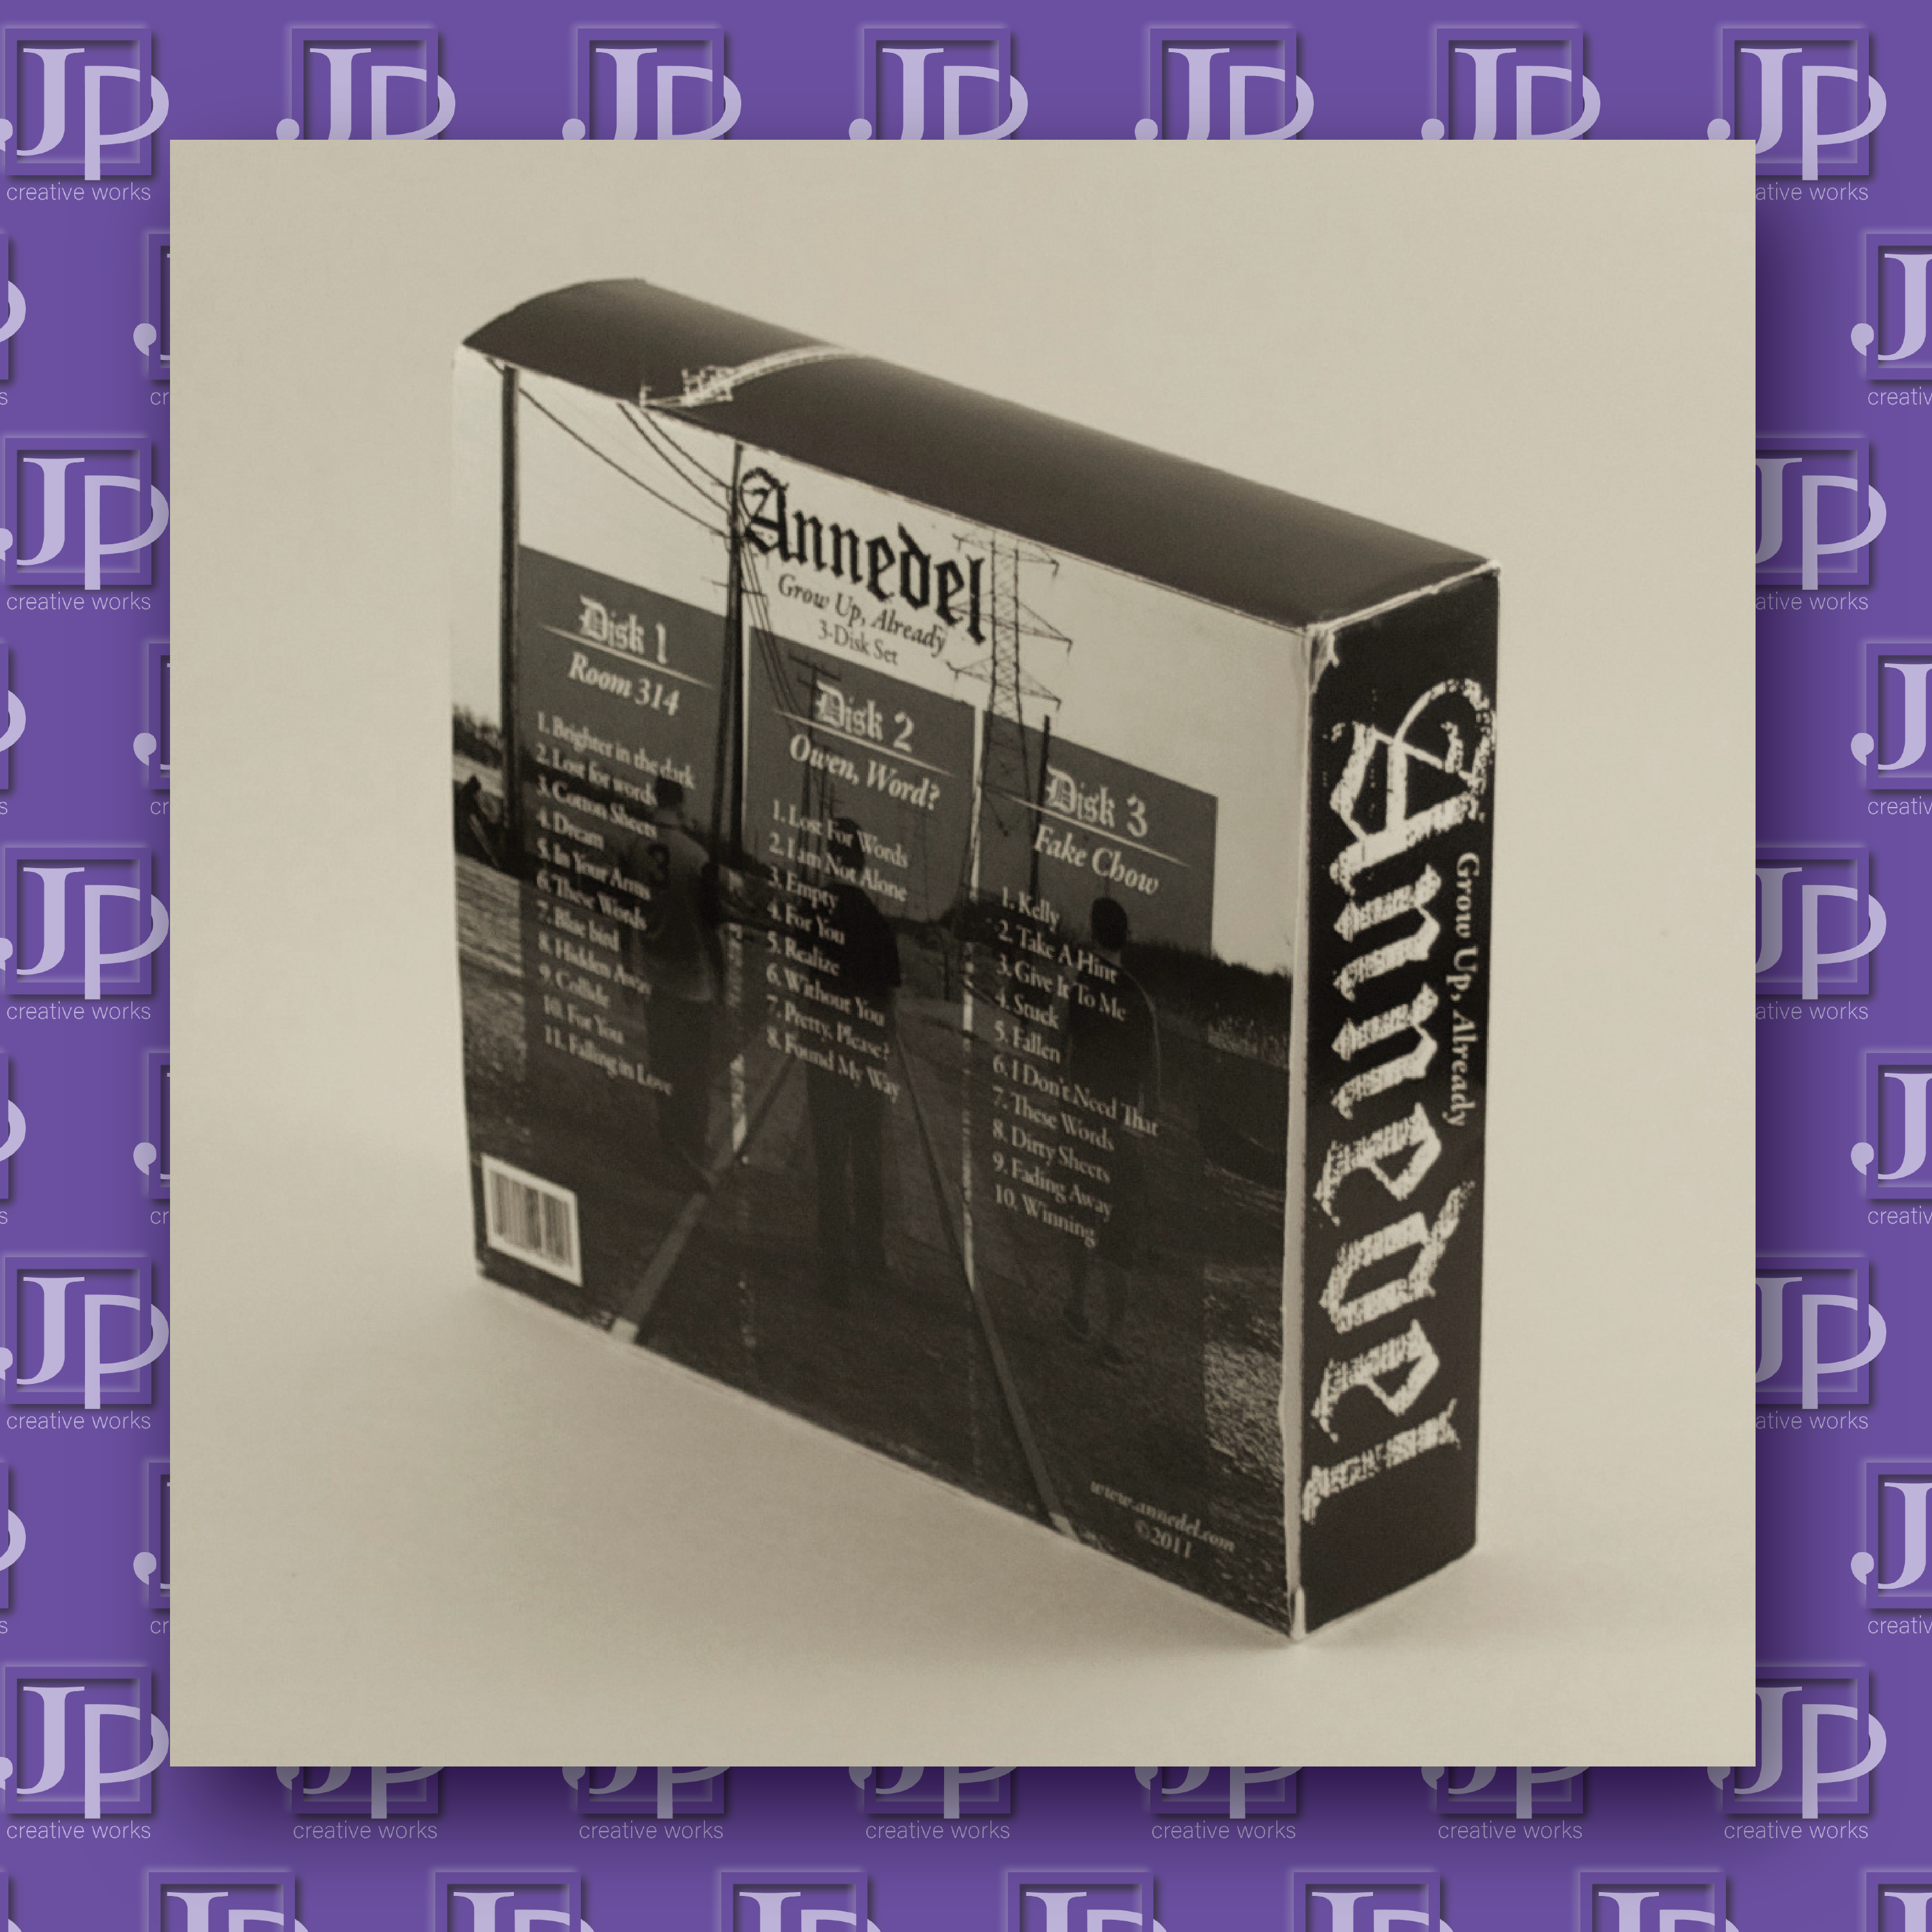 Annedel
Grow Up, Already
3-Disk Set
Disk 1
Room 314
1. Brighter in the dark
2. Lost for words
3. Cotton Sheets
4. Dream
5. In Your Arms
6. These Words
7. Blue bird
8. Hidden Away
9. Collide
10. For You
11. Falling in Love
Disk 2
Owen, Word?
1. Lost For Words
2. I am Not Alone
3. Empty
4. For You
5. Realize
6. Without You
7. Pretty, Please?
8. Found My Way
Disk 3
Fake Chow
1. Kelly
2. Take A Hint
3. Give It To Me
4. Stuck
5. Fallen
6. I Don't Need That
7. These Words
8. Dirty Sheets
9. Fading Away
10. Winning
www.annedel.com
©2011
Annedel
Grow Up, Already
JP
creative works